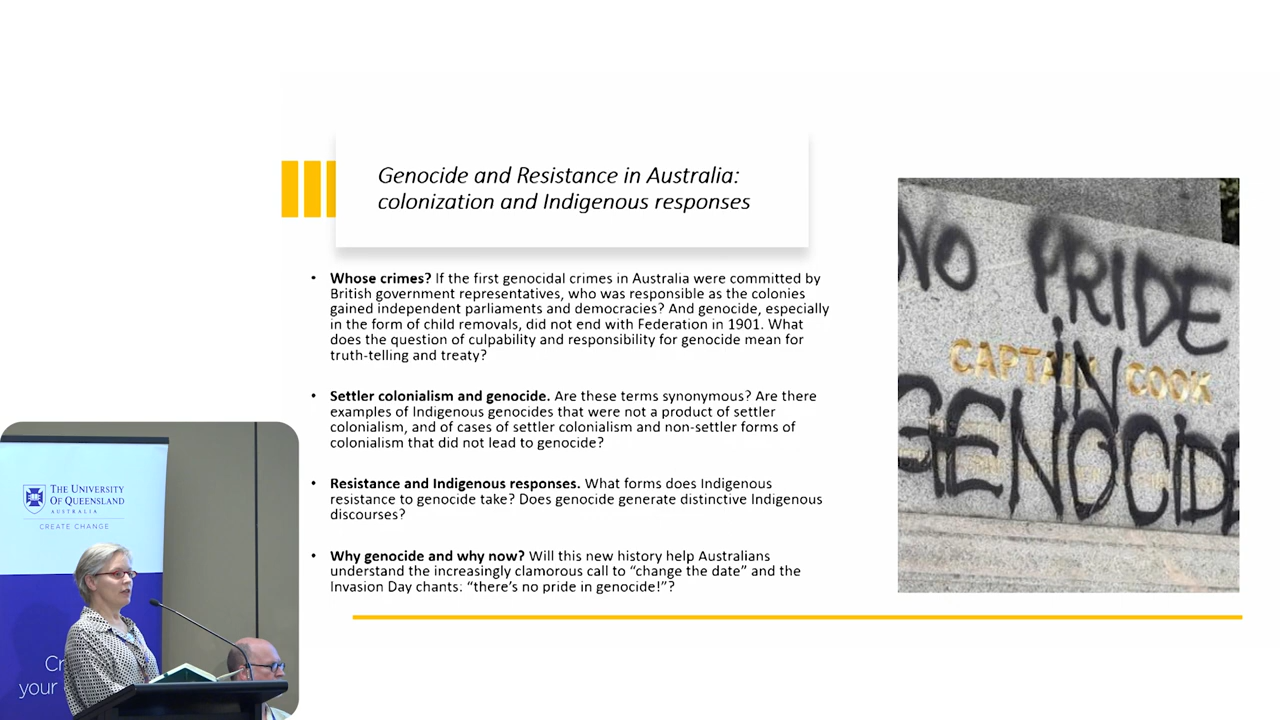 Genocide and Resistance in Australia:
colonization and Indigenous responses
• Whose crimes? If the first genocidal crimes in Australia were committed by
British government representatives, who was responsible as the colonies
gained independent parliaments and democracies? And genocide, especially
in the form of child removals, did not end with Federation in 1901. What
does the question of culpability and responsibility for genocide mean for
truth-telling and treaty?
• Settler colonialism and genocide. Are these terms synonymous? Are there
examples of Indigenous genocides that were not a product of settler
colonialism, and of cases of settler colonialism and non-settler forms of
colonialism that did not lead to genocide?
• Resistance and Indigenous responses. What forms does Indigenous
resistance to genocide take? Does genocide generate distinctive Indigenous
discourses?
• Why genocide and why now? Will this new history help Australians
understand the increasingly clamorous call to “change the date” and the
Invasion Day chants: “there’s no pride in genocide!”?
NO PRIDE
IN
CAPTAIN COOK
GENOCIDE
THE UNIVERSITY
OF QUEENSLAND
AUSTRALIA
CREATE CHANGE
your